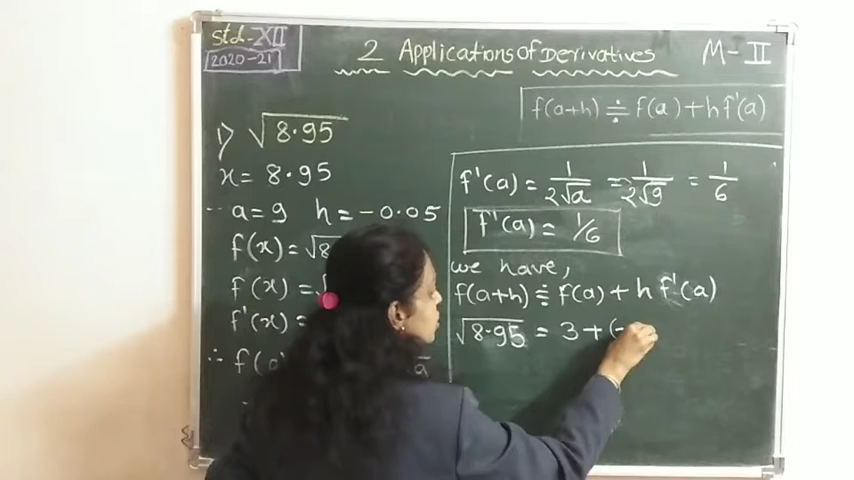 Std-XII
2020-21
2 Applications of Derivatives
M-II
f(a+h) ≑ f(a) + h f'(a)
1) √8.95
x = 8.95
a = 9 h = -0.05
f(x) = √8
f(x) = √
f'(x) =
∴ f(a)
f'(a) = 1/2√a = 1/2√9 = 1/6
f'(a) = 1/6
we have,
f(a+h) ≑ f(a) + h f'(a)
√8.95 = 3 + (-